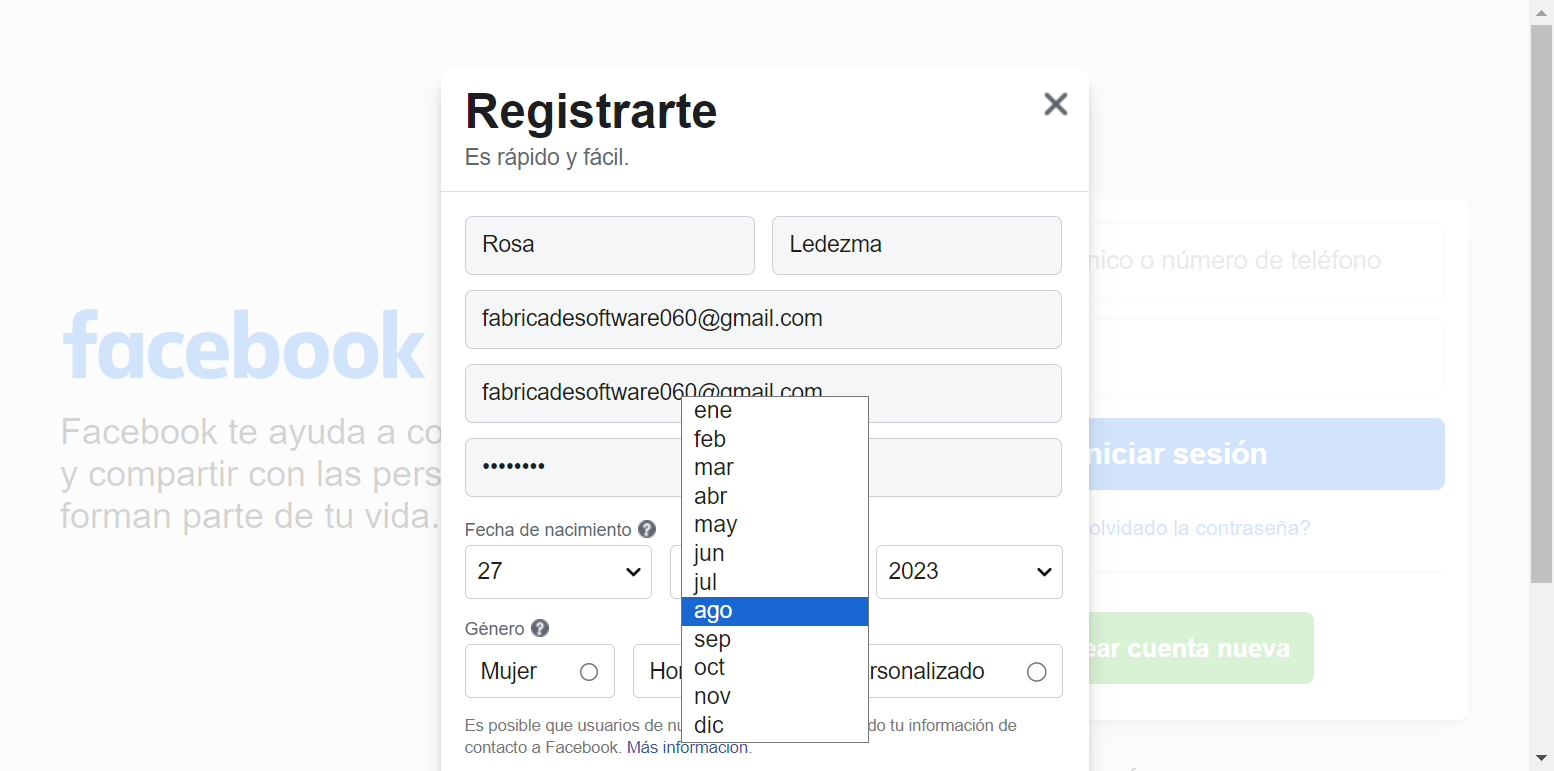 Registrarte
Es rápido y fácil.
Rosa
Ledezma
fabricadesoftware060@gmail.com
fabricadesoftware060@gmail.com
••••••••
Fecha de nacimiento
27
2023
ene
feb
mar
abr
may
jun
jul
ago
sep
oct
nov
dic
Género
Mujer
Ho
rsonalizado
Es posible que usuarios de nu do tu información de
contacto a Facebook. Más información.
facebook
Facebook te ayuda a co
y compartir con las pers
forman parte de tu vida.
nico o número de teléfono
niciar sesión
olvidado la contraseña?
ear cuenta nueva